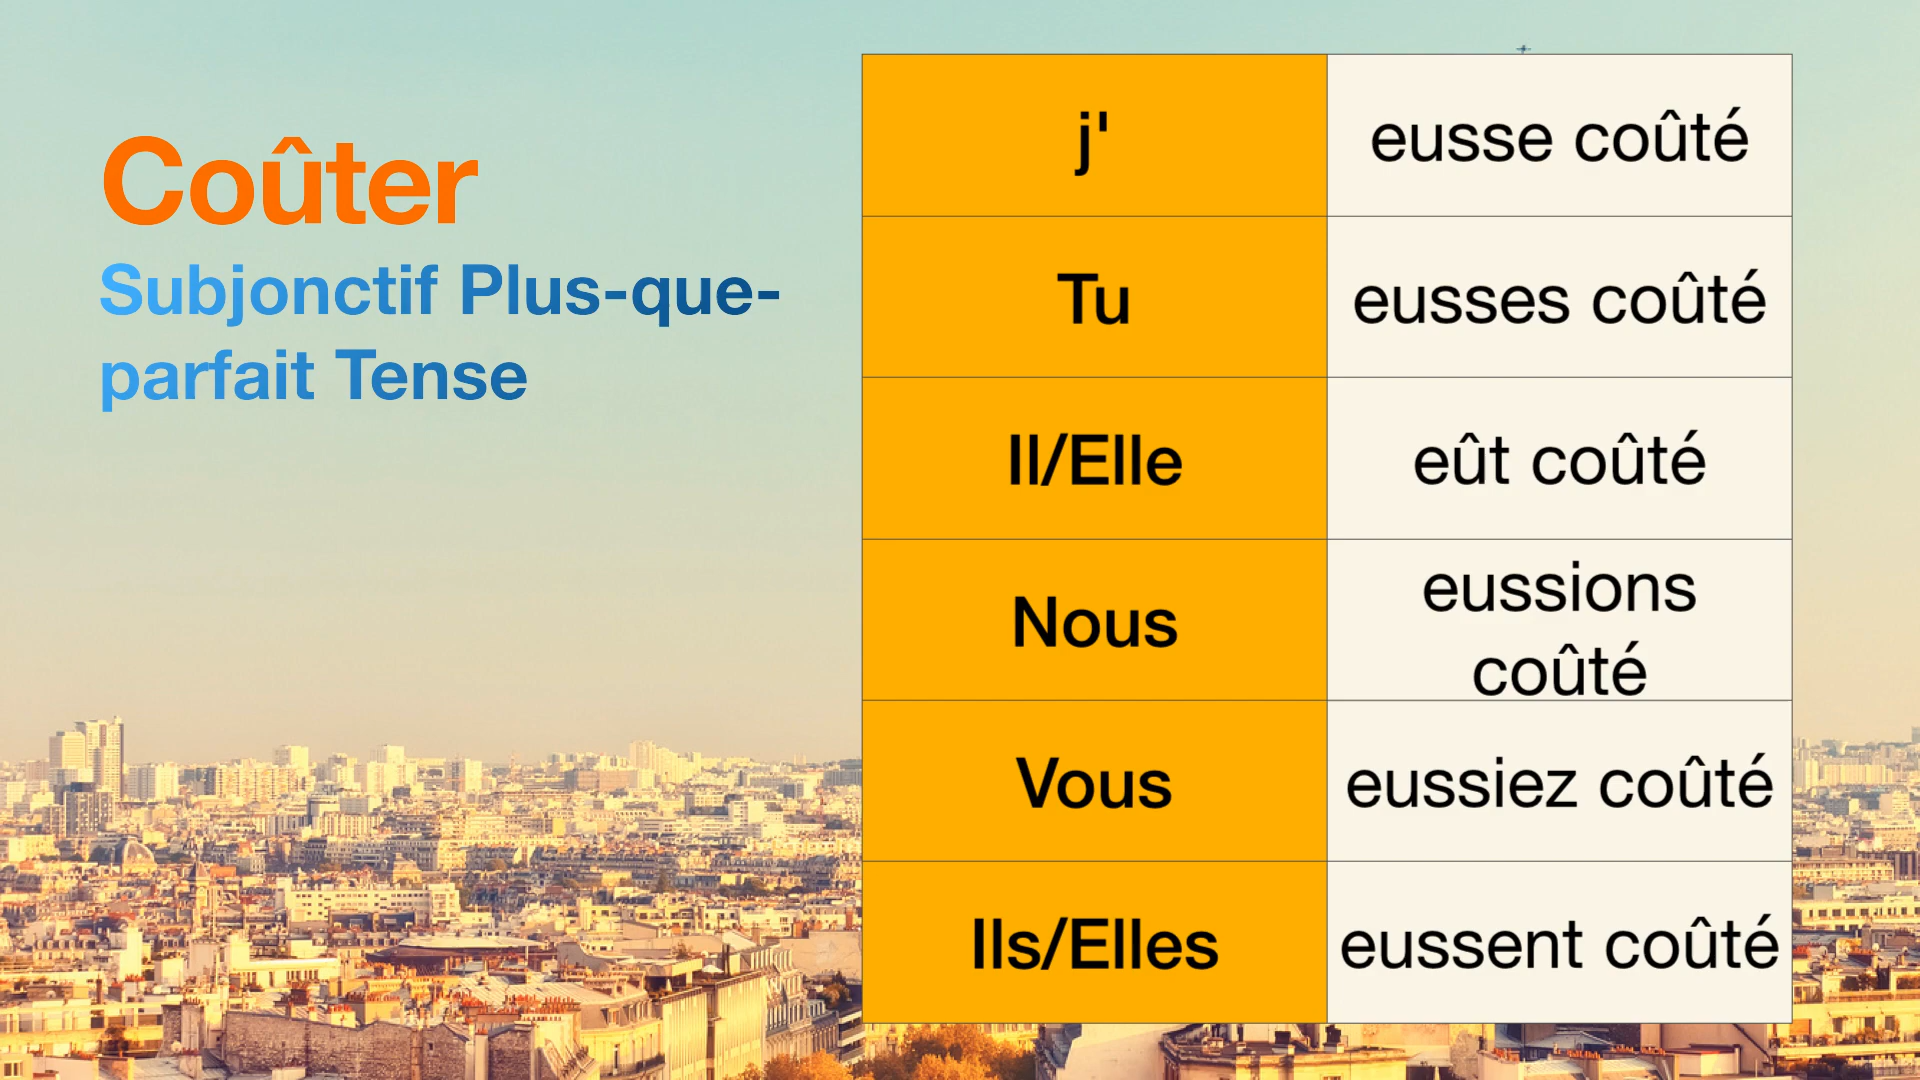 Coûter
Subjonctif Plus-que-
parfait Tense
j' eusse coûté
Tu eusses coûté
Il/Elle eût coûté
Nous eussions
coûté
Vous eussiez coûté
Ils/Elles eussent coûté